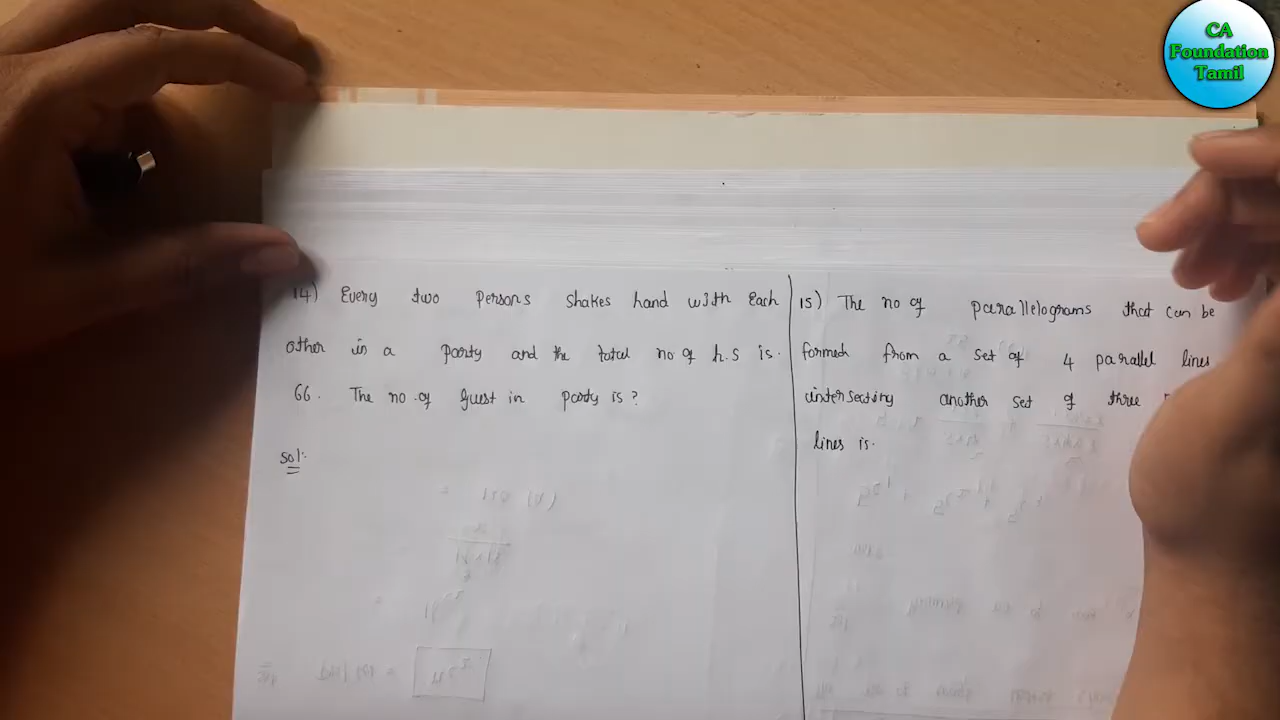 CA
Foundation
Tamil
14) Every two persons shakes hand with Each
other in a party and the total no of h.s is.
66. The no. of guest in party is?
Sol:
15) The no of parallelograms that can be
formed from a set of 4 parallel lines
intersecting another set of three
lines is.